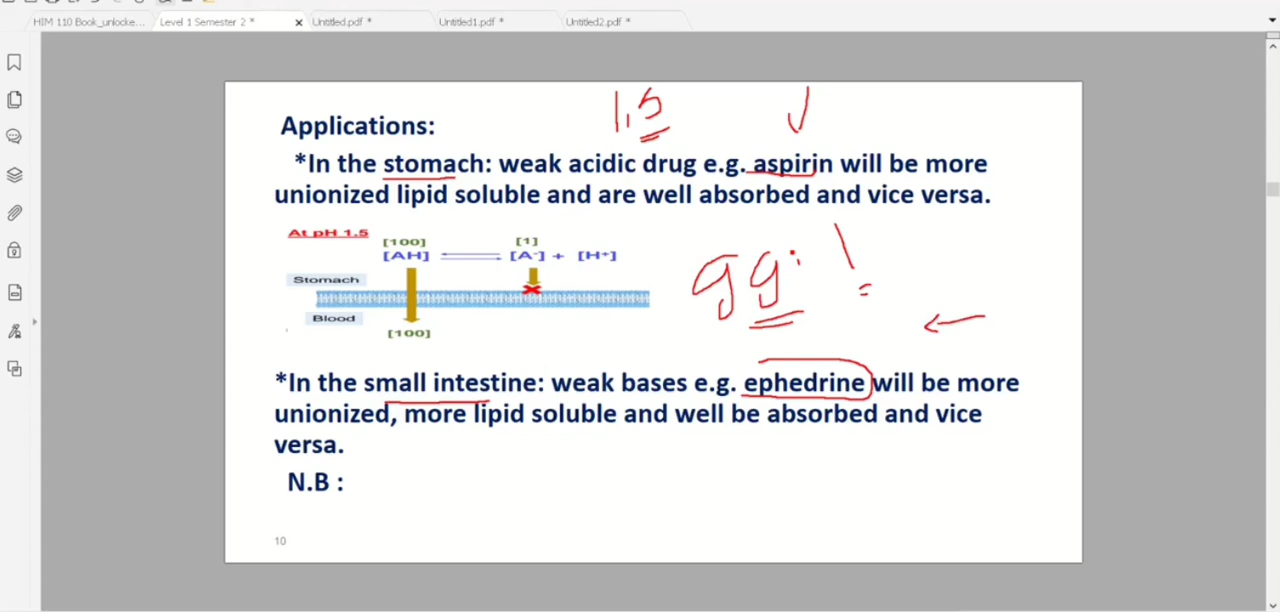 HIM 110 Book_unlocke... Level 1 Semester 2 * Untitled.pdf * Untitled1.pdf * Untitled2.pdf *
1.5
Applications:
*In the stomach: weak acidic drug e.g. aspirin will be more
unionized lipid soluble and are well absorbed and vice versa.
At pH 1.5
[100] [1]
[AH] [A-] + [H+]
Stomach
Blood
[100]
*In the small intestine: weak bases e.g. ephedrine will be more
unionized, more lipid soluble and well be absorbed and vice
versa.
N.B :
10